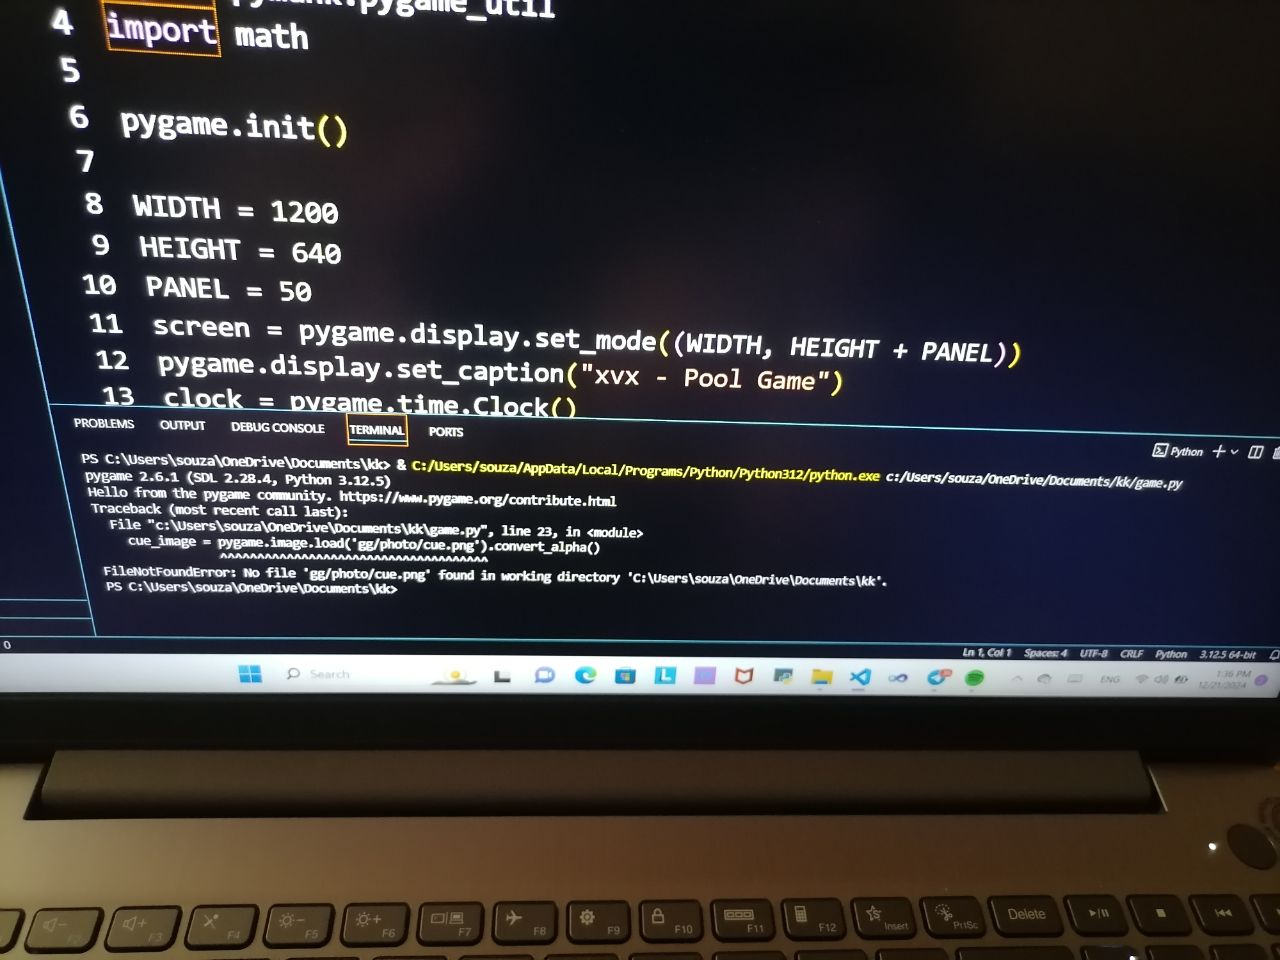 4 import math
5
6 pygame.init()
7
8 WIDTH = 1200
9 HEIGHT = 640
10 PANEL = 50
11 screen = pygame.display.set_mode((WIDTH, HEIGHT + PANEL))
12 pygame.display.set_caption("xvx - Pool Game")
13 clock = pygame.time.Clock()
PROBLEMS OUTPUT DEBUG CONSOLE TERMINAL PORTS
Python
PS C:\Users\souza\OneDrive\Documents\kk> & C:/Users/souza/AppData/Local/Programs/Python/Python312/python.exe c:/Users/souza/OneDrive/Documents/kk/game.py
pygame 2.6.1 (SDL 2.28.4, Python 3.12.5)
Hello from the pygame community. https://www.pygame.org/contribute.html
Traceback (most recent call last):
File "c:\Users\souza\OneDrive\Documents\kk\game.py", line 23, in <module>
cue_image = pygame.image.load('gg/photo/cue.png').convert_alpha()
^^^^^^^^^^^^^^^^^^^^^^^^^^^^^^^^^^^^^
FileNotFoundError: No file 'gg/photo/cue.png' found in working directory 'C:\Users\souza\OneDrive\Documents\kk'.
PS C:\Users\souza\OneDrive\Documents\kk>
0 Ln 1, Col 1 Spaces: 4 UTF-8 CRLF Python 3.12.5 64-bit
Search ENG 1:36 PM
12/21/2024
F2 F3 F4 F5 F6 F7 F8 F9 F10 F11 F12 Insert PrtSc Delete